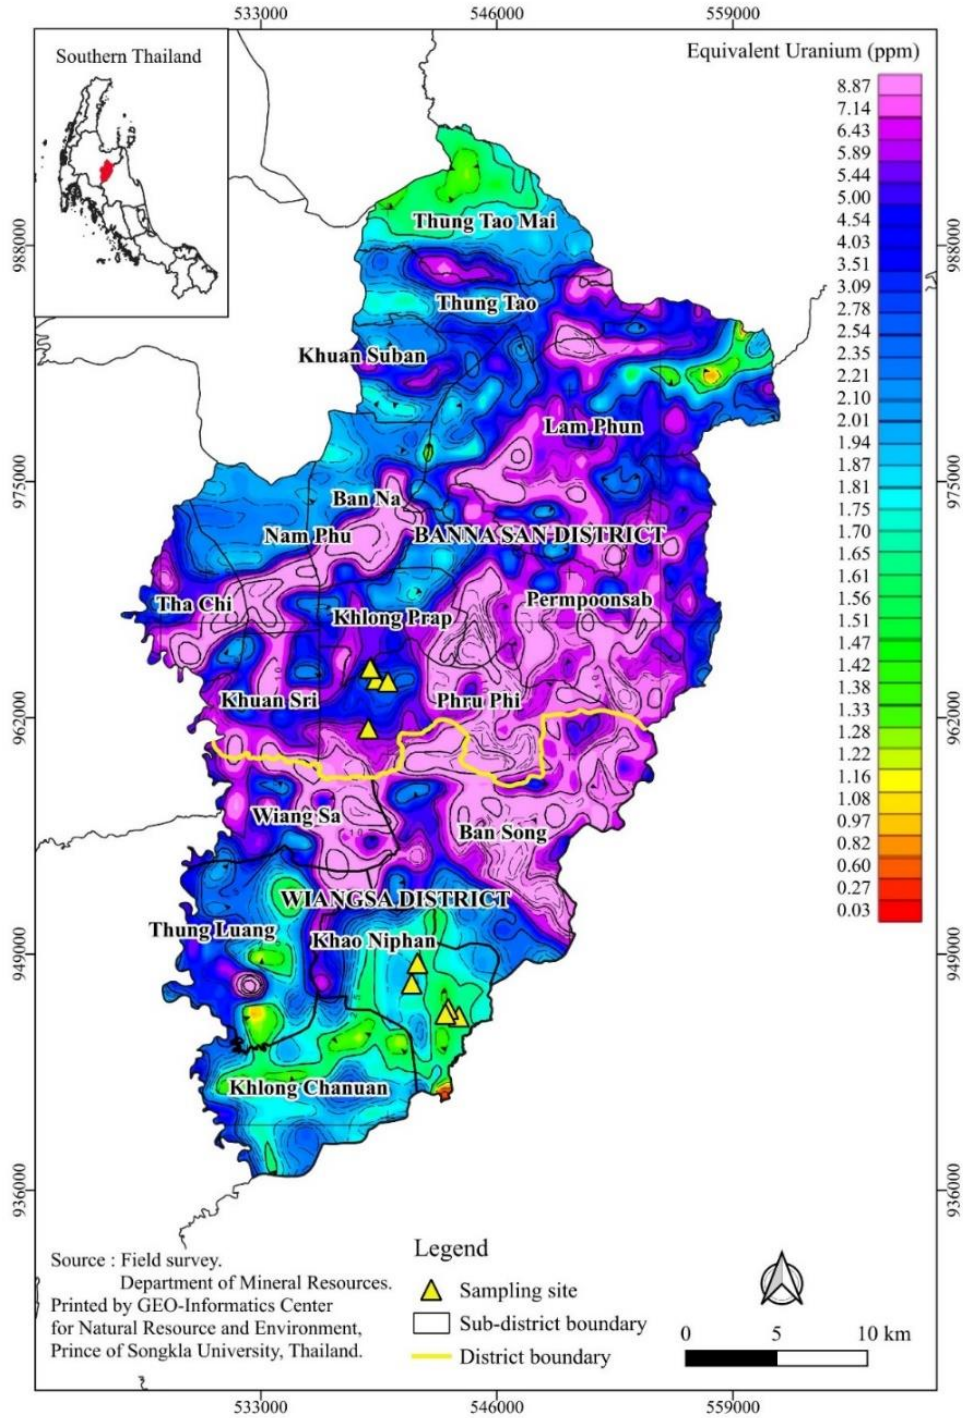 533000 546000 559000
Southern Thailand
Equivalent Uranium (ppm)
8.87
7.14
6.43
5.89
5.44
5.00
4.54
4.03
3.51
3.09
2.78
2.54
2.35
2.21
2.10
2.01
1.94
1.87
1.81
1.75
1.70
1.65
1.61
1.56
1.51
1.47
1.42
1.38
1.33
1.28
1.22
1.16
1.08
0.97
0.82
0.60
0.27
0.03
988000
975000
962000
949000
936000
988000
975000
962000
949000
936000
Thung Tao Mai
Thung Tao
Khuan Suban
Lam Phun
Ban Na
Nam Phu
BANNA SAN DISTRICT
Tha Chi
Permpoonsab
Khlong Prap
Khuan Sri
Phru Phi
Wiang Sa
Ban Song
WIANGSA DISTRICT
Thung Luang
Khao Niphan
Khlong Chanuan
Source : Field survey.
Department of Mineral Resources.
Printed by GEO-Informatics Center
for Natural Resource and Environment,
Prince of Songkla University, Thailand.
Legend
Sampling site
Sub-district boundary
District boundary
0 5 10 km
533000 546000 559000